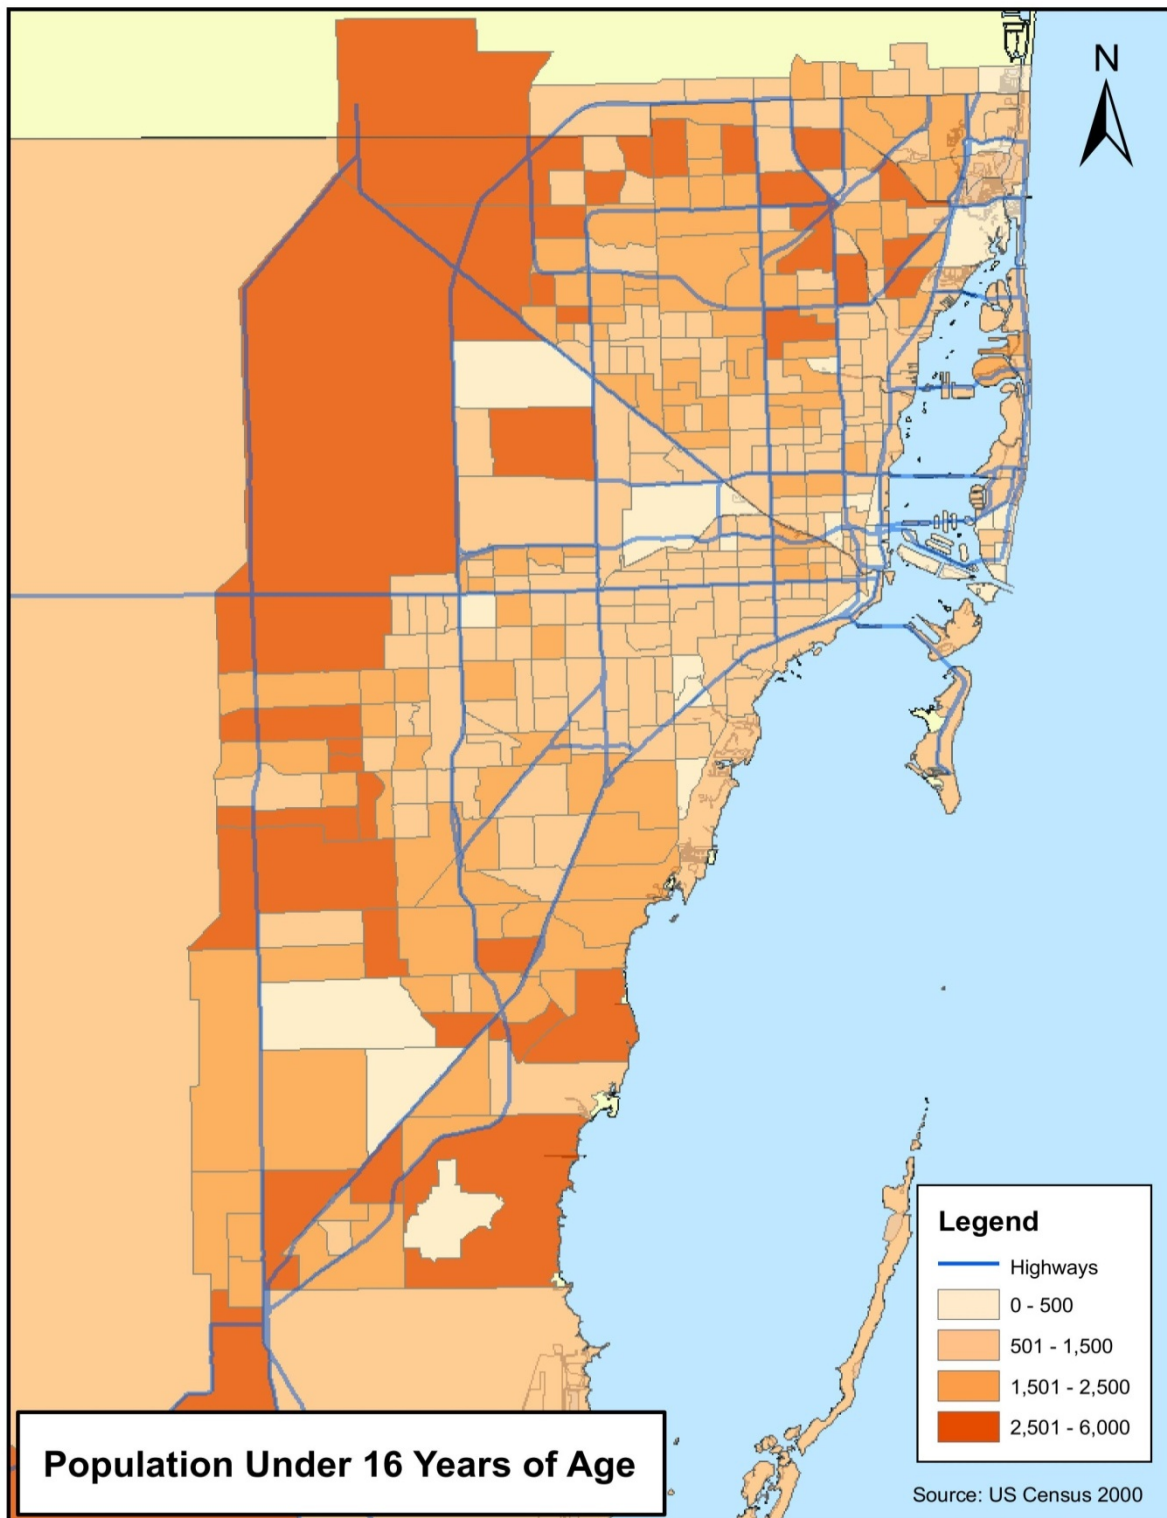 N
Legend
Highways
0 - 500
501 - 1,500
1,501 - 2,500
2,501 - 6,000
Population Under 16 Years of Age
Source: US Census 2000